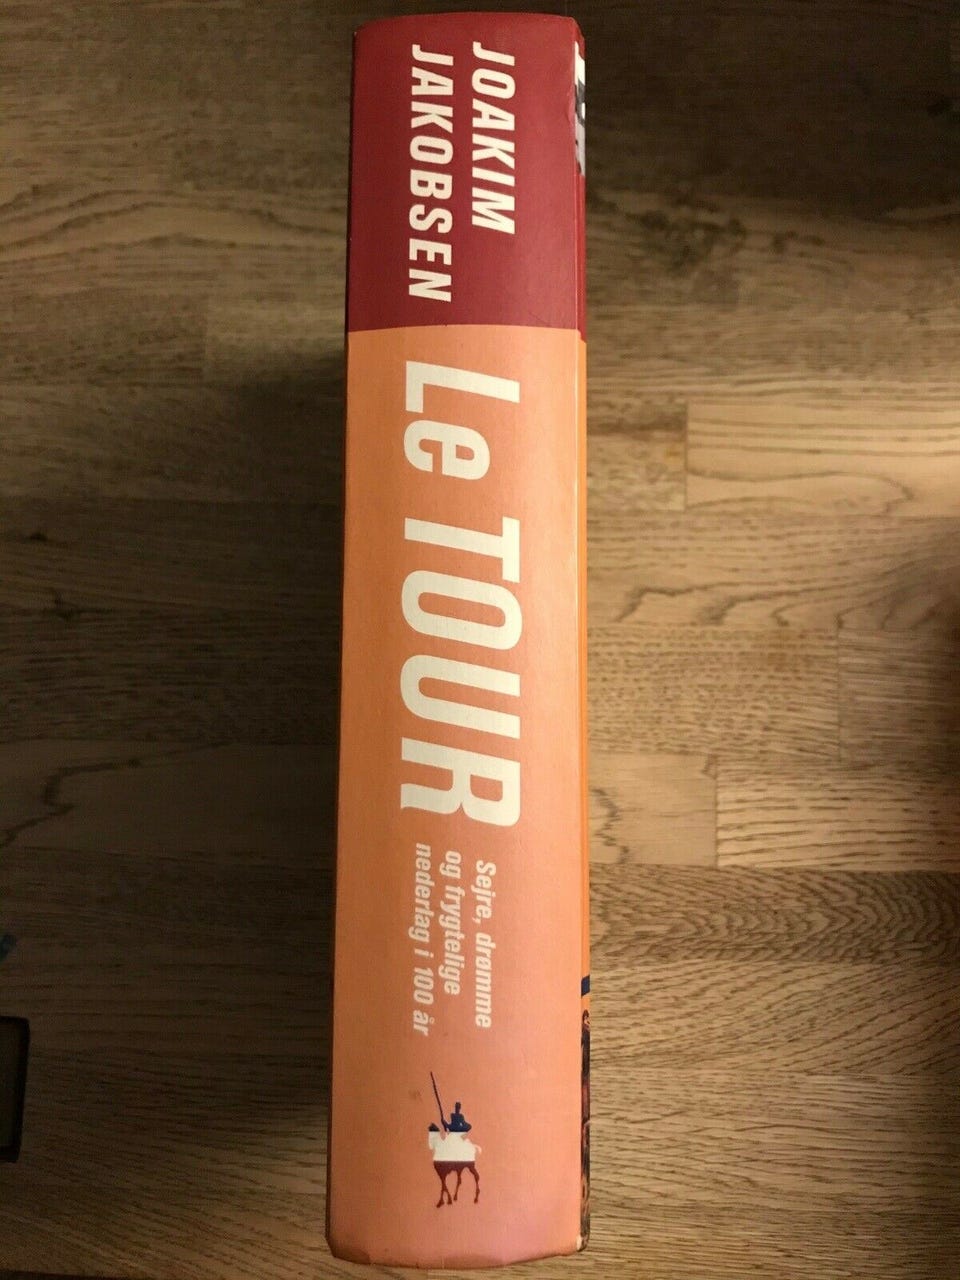 JOAKIM
JAKOBSEN
Le TOUR
Sejre, drømme
og frygtelige
nederlag i 100 år